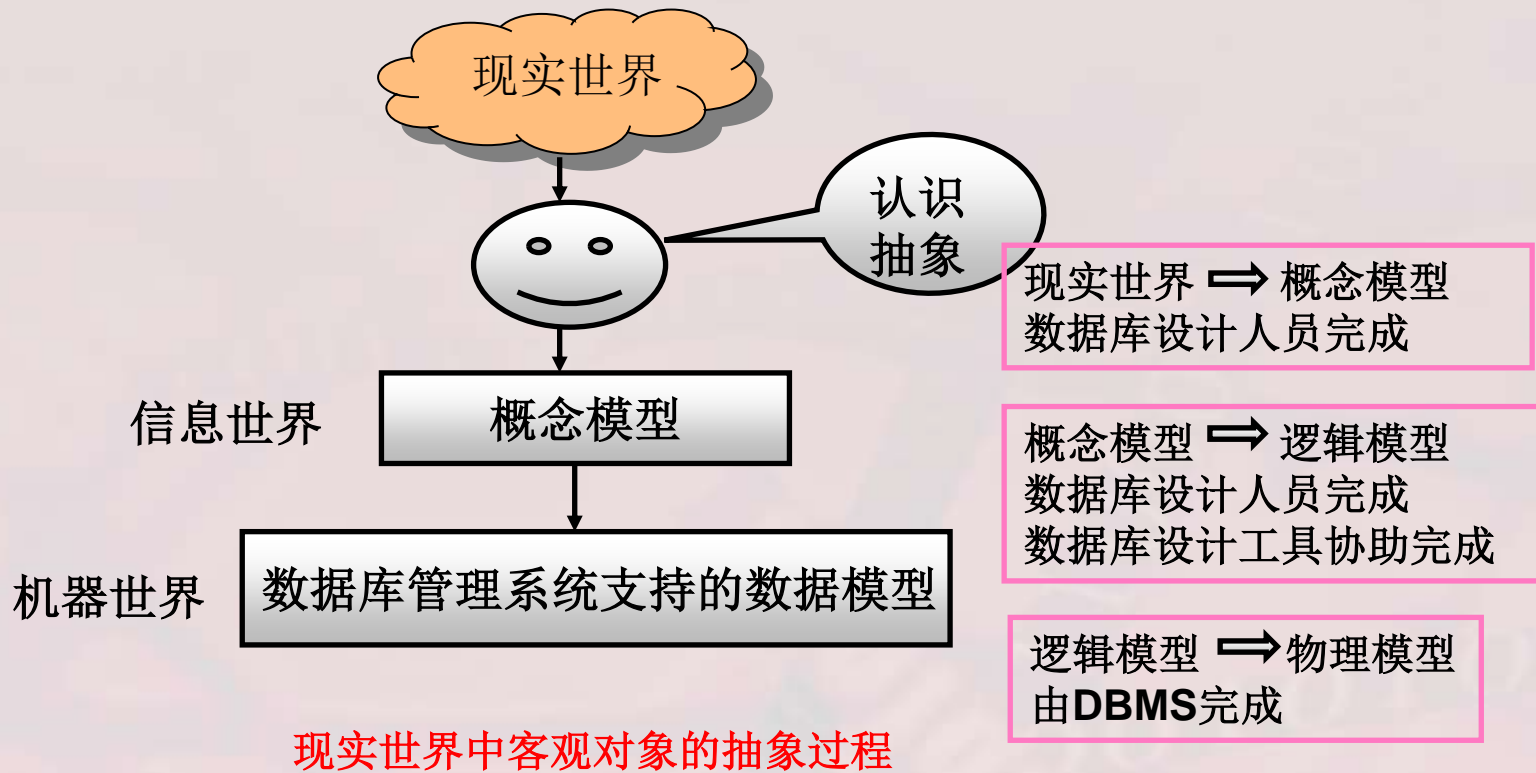 现实世界
认识
抽象
现实世界 ⇨ 概念模型
数据库设计人员完成
信息世界
概念模型
概念模型 ⇨ 逻辑模型
数据库设计人员完成
数据库设计工具协助完成
机器世界
数据库管理系统支持的数据模型
逻辑模型 ⇨ 物理模型
由DBMS完成
现实世界中客观对象的抽象过程